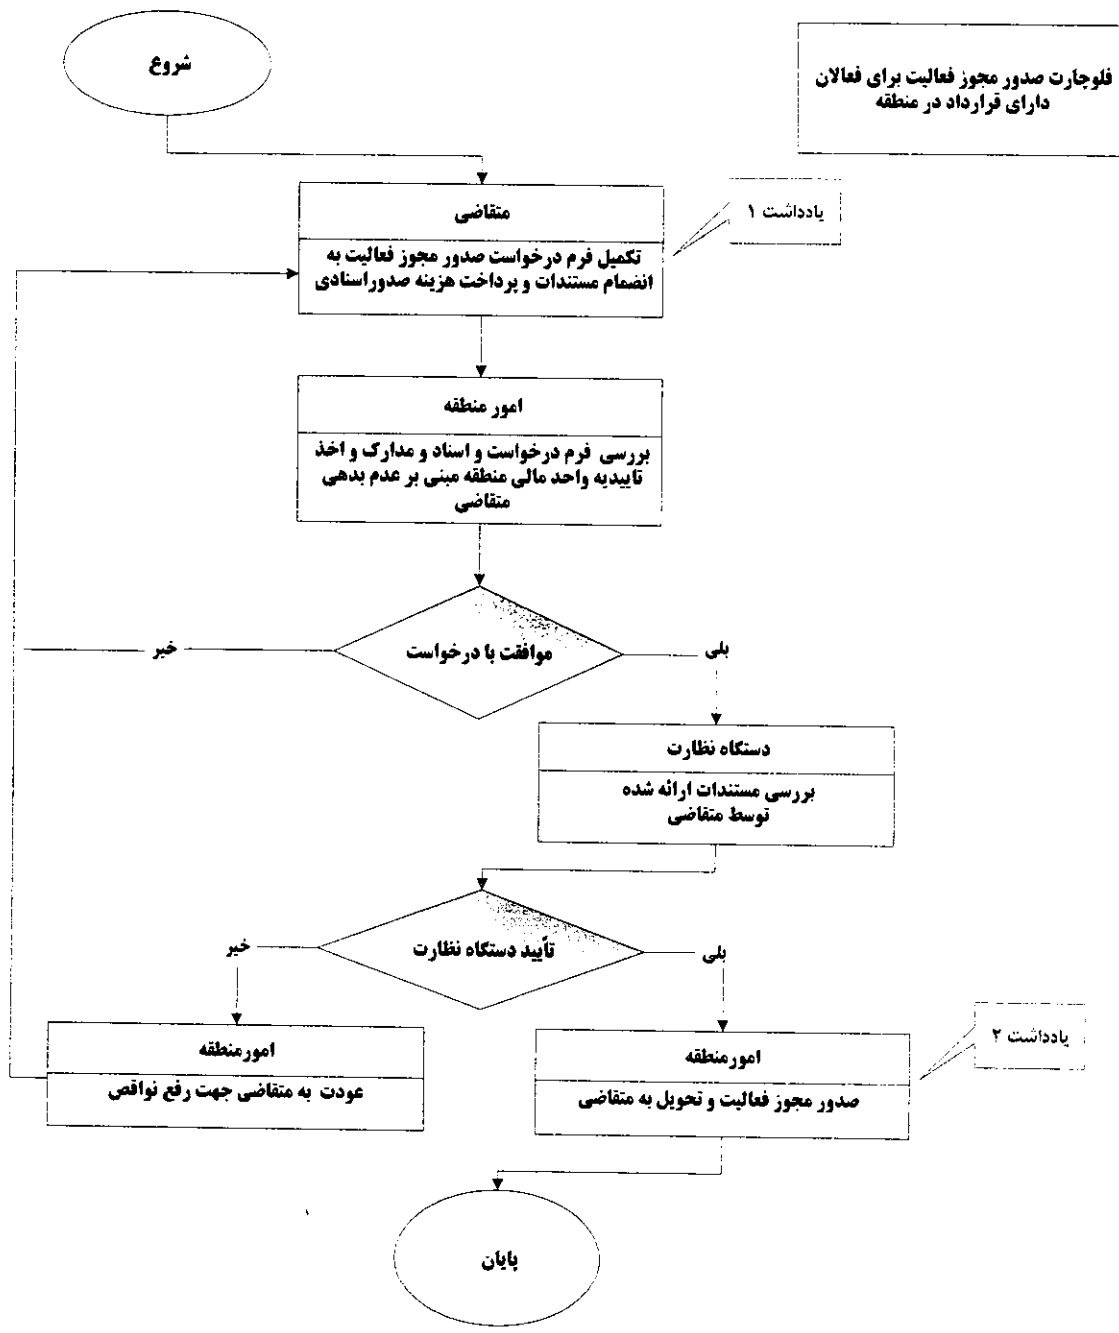 شروع
فلوچارت صدور مجوز فعالیت برای فعالان
دارای قرارداد در منطقه
متقاضی
یادداشت ۱
تکمیل فرم درخواست صدور مجوز فعالیت به
انضمام مستندات و پرداخت هزینه صدوراسنادی
امور منطقه
بررسی فرم درخواست و اسناد و مدارک و اخذ
تاییدیه واحد مالی منطقه مبنی بر عدم بدهی
متقاضی
موافقت با درخواست
بلی
خیر
دستگاه نظارت
بررسی مستندات ارائه شده
توسط متقاضی
تأیید دستگاه نظارت
بلی
خیر
امورمنطقه
صدور مجوز فعالیت و تحویل به متقاضی
یادداشت ۲
امورمنطقه
عودت به متقاضی جهت رفع نواقص
پایان